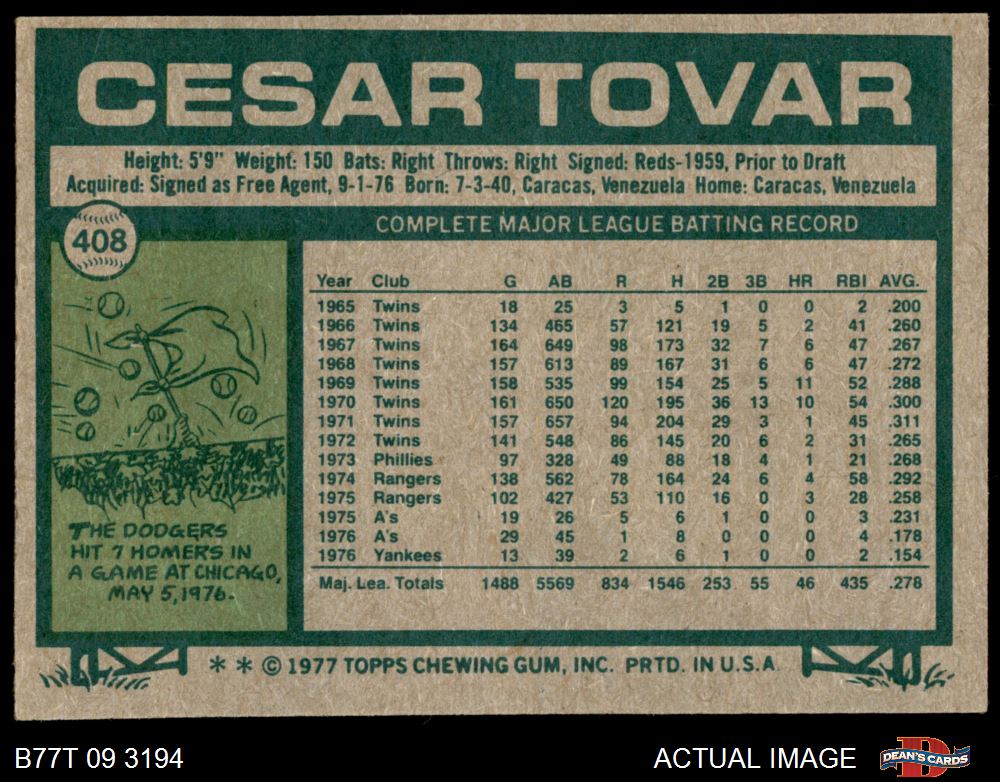 CESAR TOVAR
Height: 5'9" Weight: 150 Bats: Right Throws: Right Signed: Reds-1959, Prior to Draft
Acquired: Signed as Free Agent, 9-1-76 Born: 7-3-40, Caracas, Venezuela Home: Caracas, Venezuela
408
COMPLETE MAJOR LEAGUE BATTING RECORD
Year Club G AB R H 2B 3B HR RBI AVG.
1965 Twins 18 25 3 5 1 0 0 2 .200
1966 Twins 134 465 57 121 19 5 2 41 .260
1967 Twins 164 649 98 173 32 7 6 47 .267
1968 Twins 157 613 89 167 31 6 6 47 .272
1969 Twins 158 535 99 154 25 5 11 52 .288
1970 Twins 161 650 120 195 36 13 10 54 .300
1971 Twins 157 657 94 204 29 3 1 45 .311
1972 Twins 141 548 86 145 20 6 2 31 .265
1973 Phillies 97 328 49 88 18 4 1 21 .268
1974 Rangers 138 562 78 164 24 6 4 58 .292
1975 Rangers 102 427 53 110 16 0 3 28 .258
1975 A's 19 26 5 6 1 0 0 3 .231
1976 A's 29 45 1 8 0 0 0 4 .178
1976 Yankees 13 39 2 6 1 0 0 2 .154
Maj. Lea. Totals 1488 5569 834 1546 253 55 46 435 .278
THE DODGERS
HIT 7 HOMERS IN
A GAME AT CHICAGO,
MAY 5, 1976.
* * © 1977 TOPPS CHEWING GUM, INC. PRTD. IN U.S.A
B77T 09 3194
ACTUAL IMAGE
D
DEAN'S CARDS